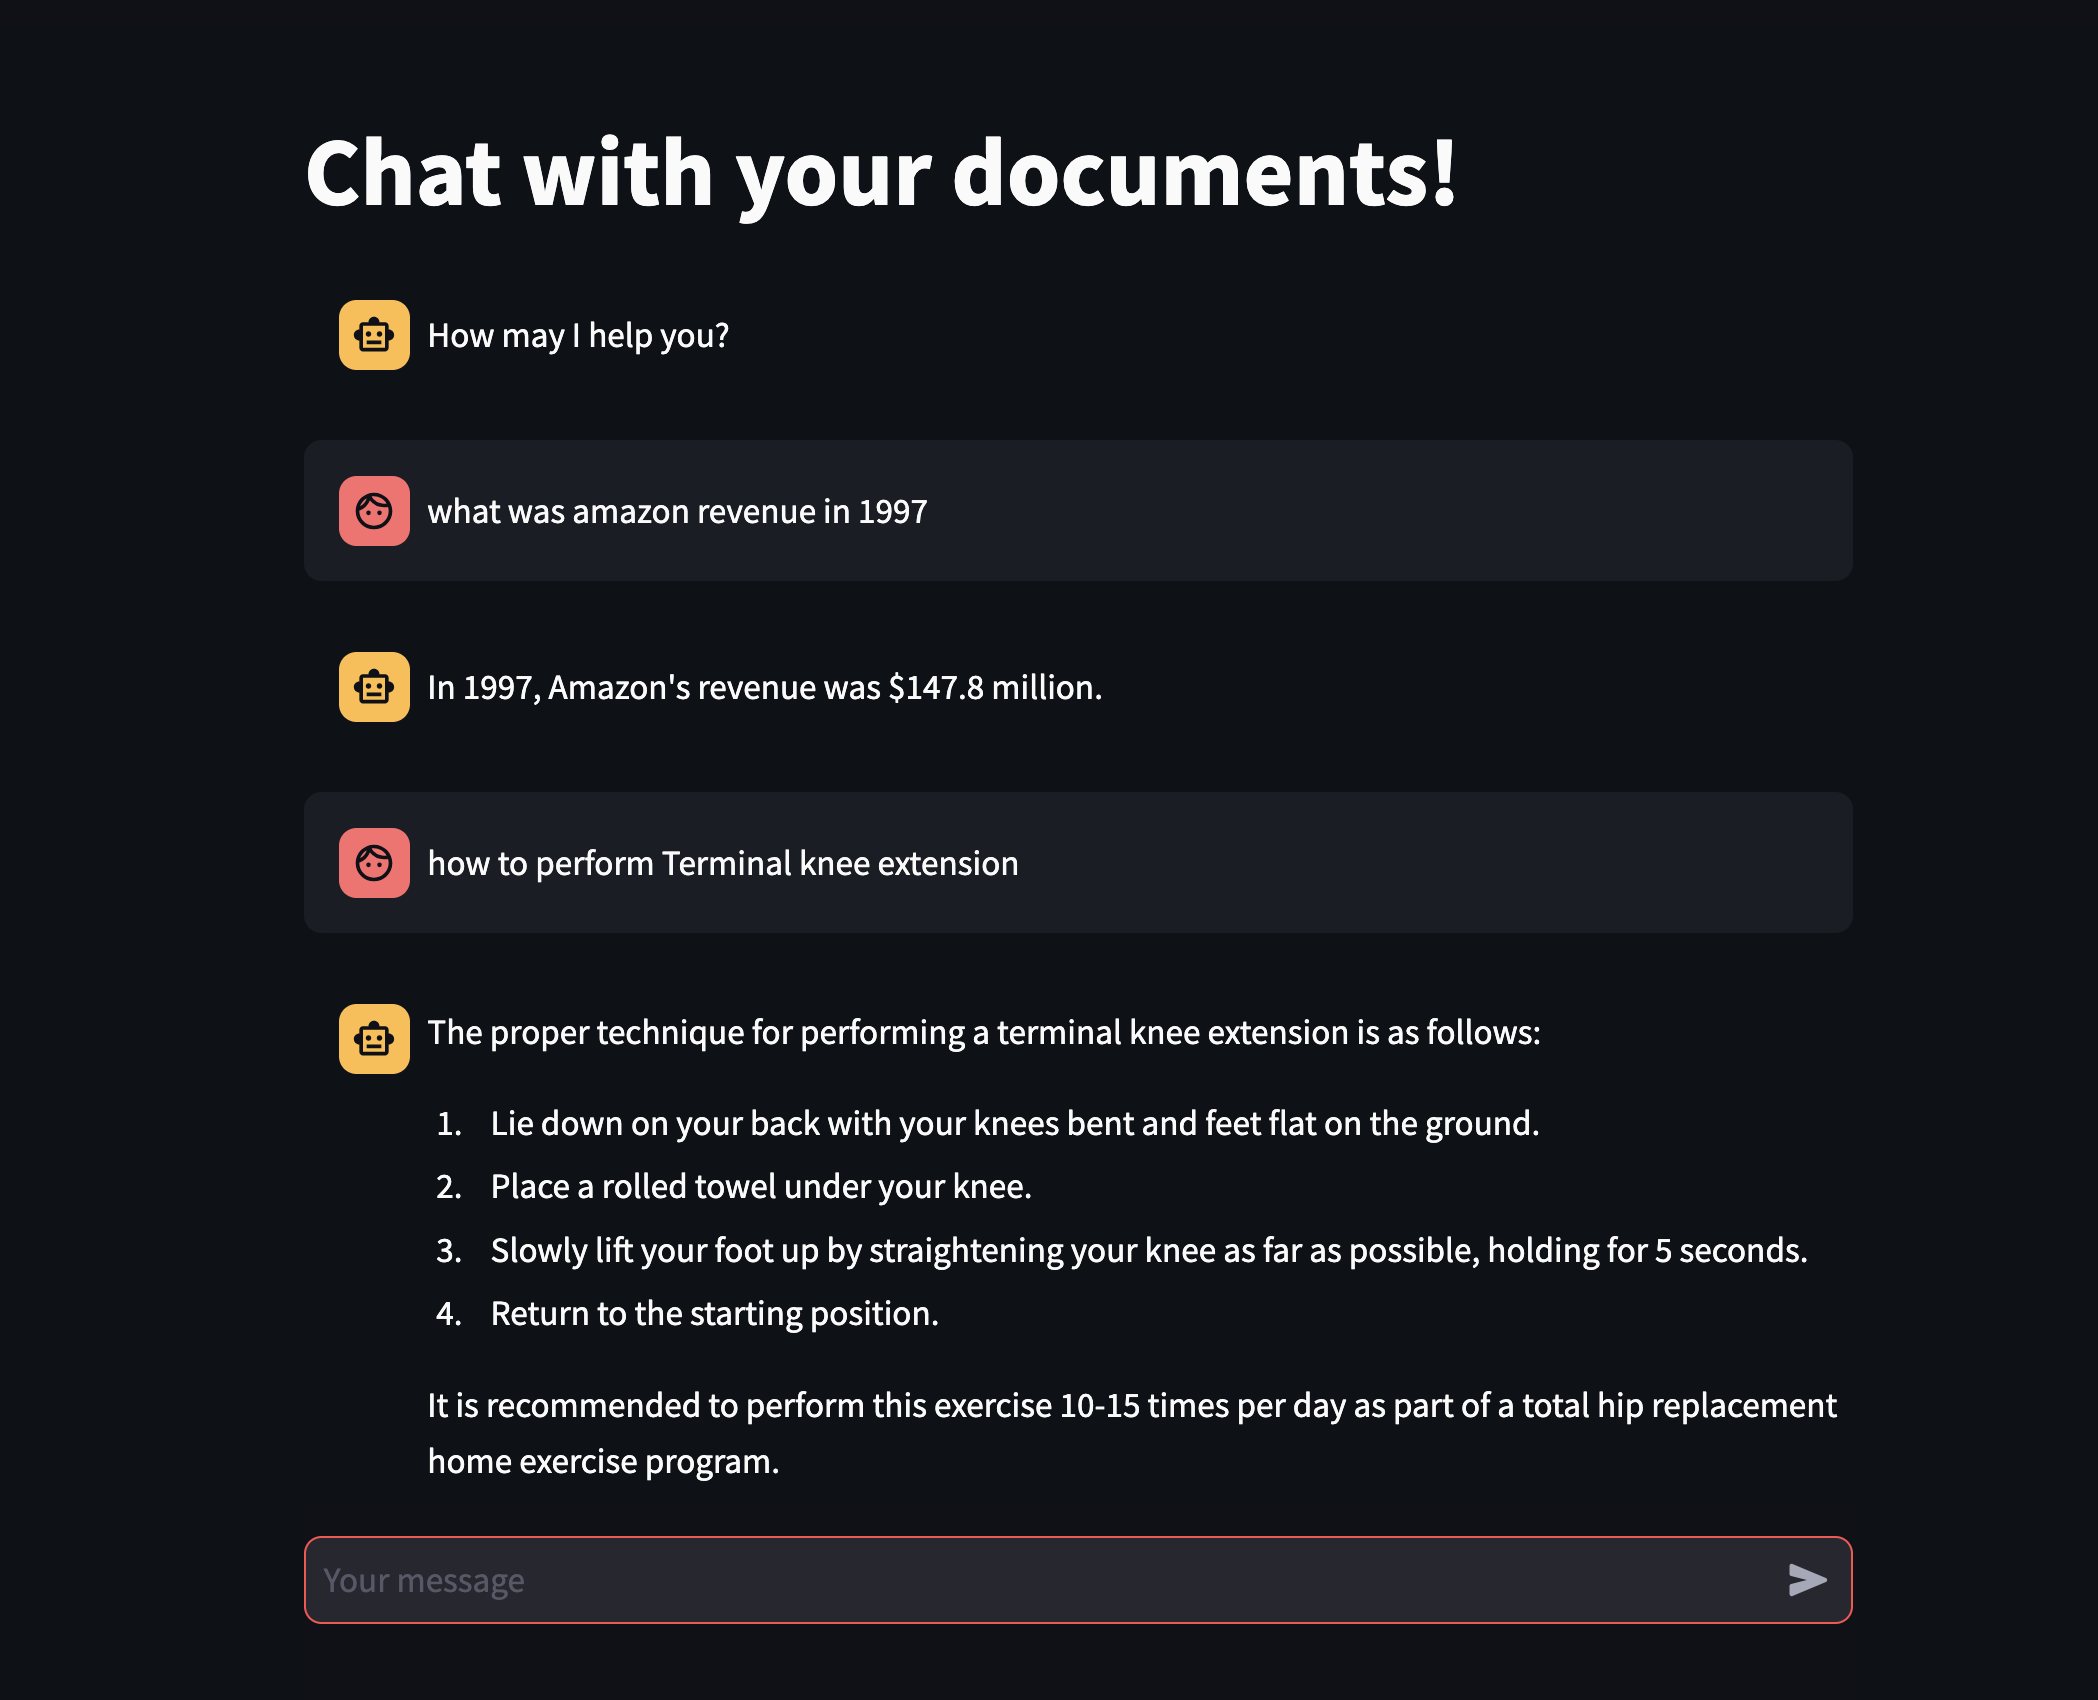 Chat with your documents!
How may I help you?
what was amazon revenue in 1997
In 1997, Amazon's revenue was $147.8 million.
how to perform Terminal knee extension
The proper technique for performing a terminal knee extension is as follows:
1. Lie down on your back with your knees bent and feet flat on the ground.
2. Place a rolled towel under your knee.
3. Slowly lift your foot up by straightening your knee as far as possible, holding for 5 seconds.
4. Return to the starting position.
It is recommended to perform this exercise 10-15 times per day as part of a total hip replacement
home exercise program.
Your message